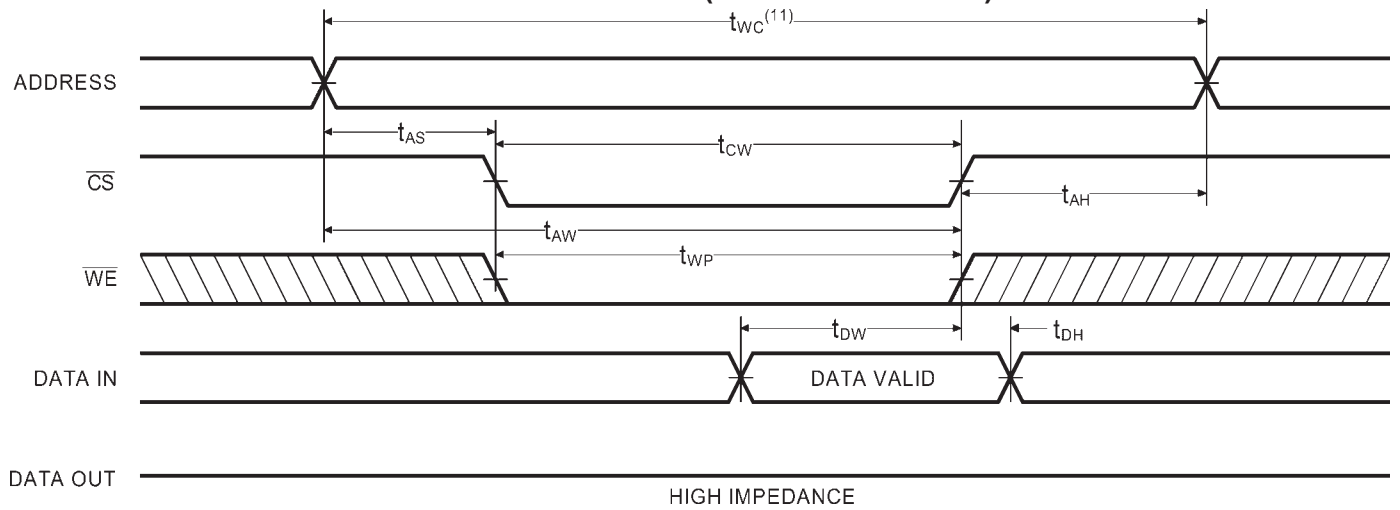 tWC(11)
ADDRESS
tAS
tCW
CS
tAH
tAW
tWP
WE
tDW
tDH
DATA IN
DATA VALID
DATA OUT
HIGH IMPEDANCE